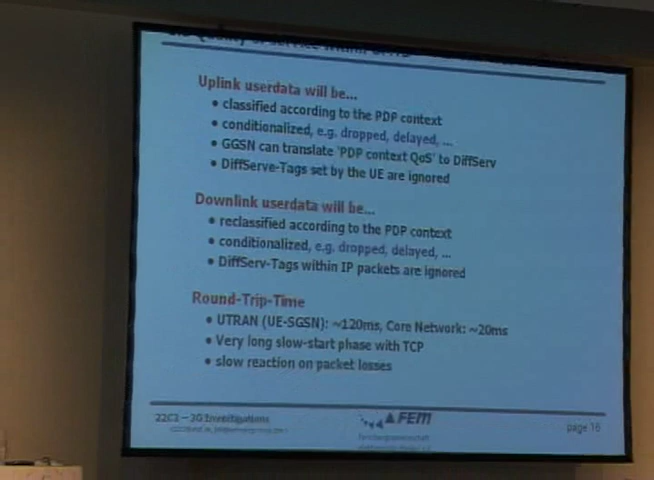 Uplink userdata will be...
• classified according to the PDP context
• conditionalized, e.g. dropped, delayed, ...
• GGSN can translate 'PDP context QoS' to DiffServ
• DiffServe-Tags set by the UE are ignored
Downlink userdata will be...
• reclassified according to the PDP context
• conditionalized, e.g. dropped, delayed, ...
• DiffServ-Tags within IP packets are ignored
Round-Trip-Time
• UTRAN (UE-SGSN): ~120ms, Core Network: ~20ms
• Very long slow-start phase with TCP
• slow reaction on packet losses
22C3 – 3G Investigations
FEM
page 16